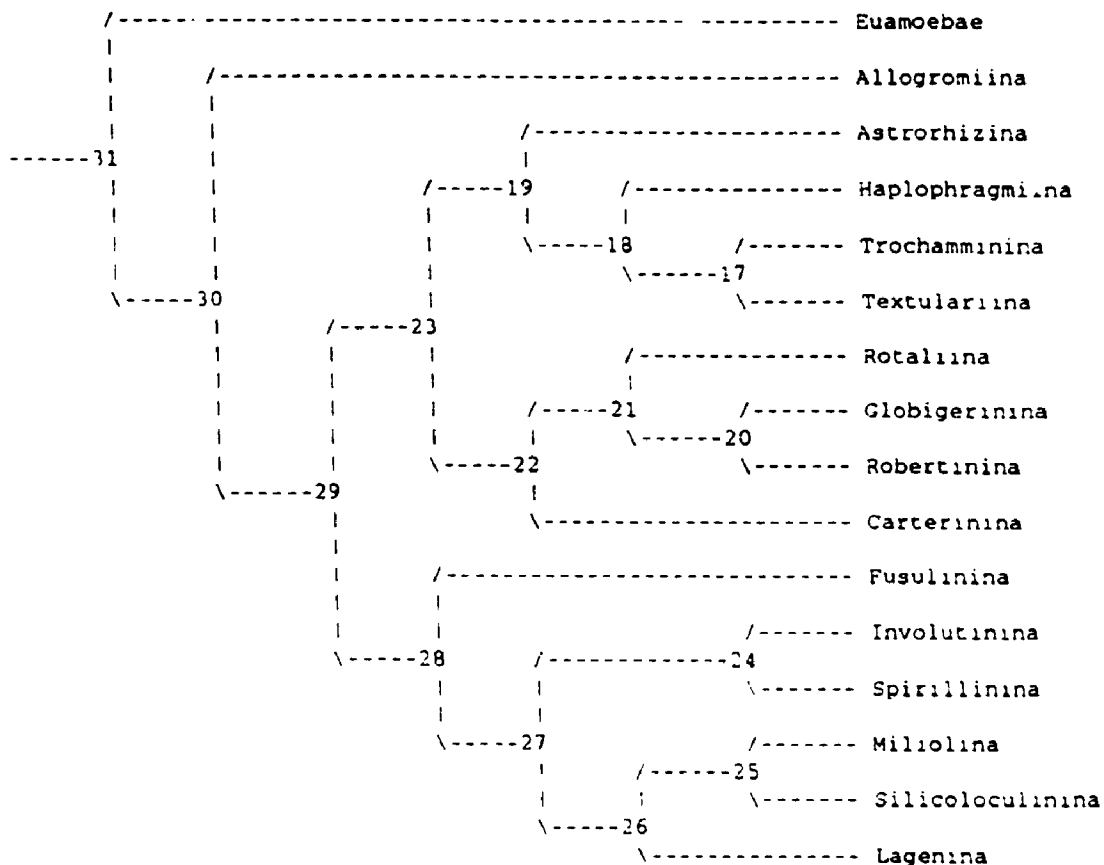 Euamoebae
Allogromiina
Astrorhizina
31
19
Haplophragmiina
18
Trochamminina
17
30
Textulariina
23
Rotaliina
21
Globigerinina
20
22
Robertinina
29
Carterinina
Fusulinina
Involutinina
28
24
Spirillinina
27
Miliolina
25
Silicoloculinina
26
Lagenina